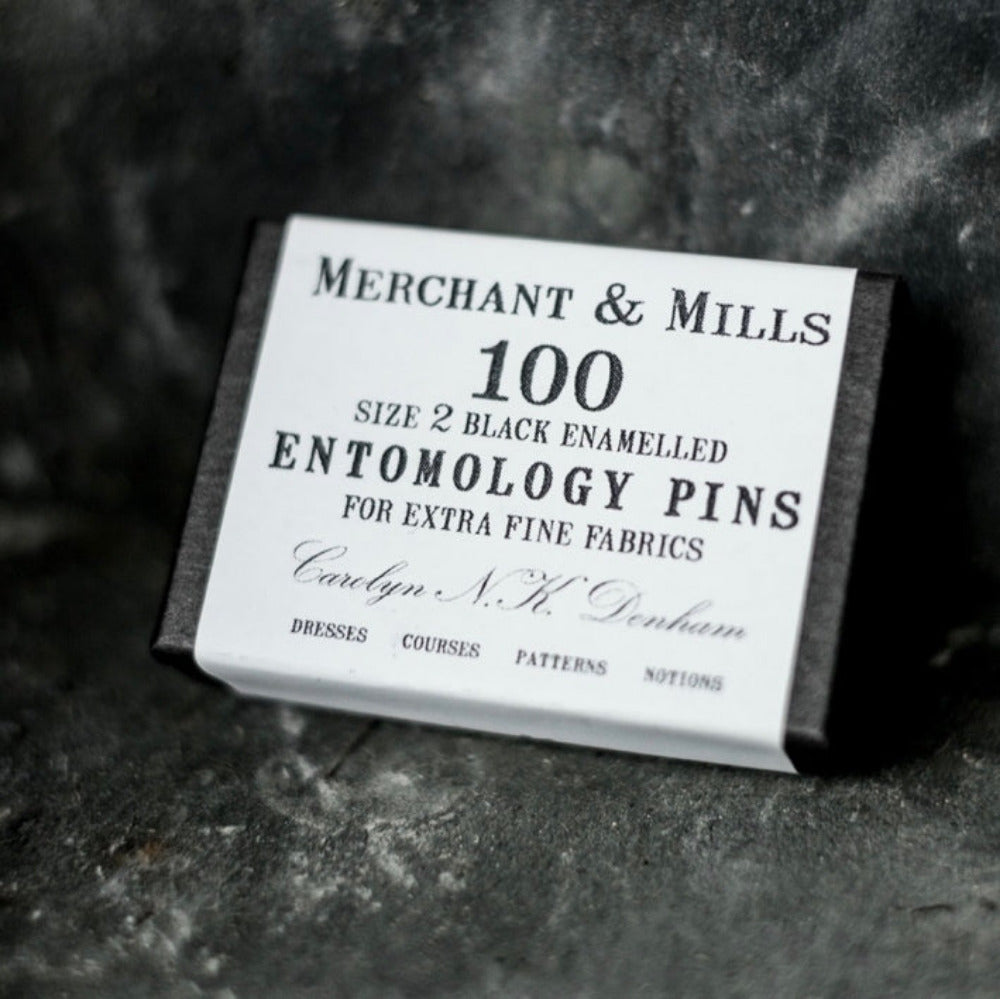 MERCHANT & MILLS
100
SIZE 2 BLACK ENAMELLED
ENTOMOLOGY PINS
FOR EXTRA FINE FABRICS
Carolyn N.K. Denham
DRESSES COURSES PATTERNS NOTIONS